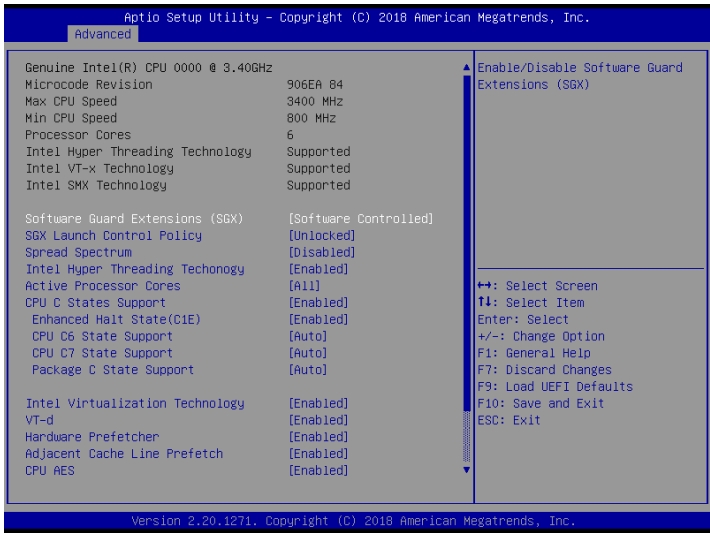 Aptio Setup Utility – Copyright (C) 2018 American Megatrends, Inc.
Advanced
Genuine Intel(R) CPU 0000 @ 3.40GHz
Microcode Revision 906EA 84
Max CPU Speed 3400 MHz
Min CPU Speed 800 MHz
Processor Cores 6
Intel Hyper Threading Technology Supported
Intel VT-x Technology Supported
Intel SMX Technology Supported
Software Guard Extensions (SGX) [Software Controlled]
SGX Launch Control Policy [Unlocked]
Spread Spectrum [Disabled]
Intel Hyper Threading Techonogy [Enabled]
Active Processor Cores [All]
CPU C States Support [Enabled]
Enhanced Halt State(C1E) [Enabled]
CPU C6 State Support [Auto]
CPU C7 State Support [Auto]
Package C State Support [Auto]
Intel Virtualization Technology [Enabled]
VT-d [Enabled]
Hardware Prefetcher [Enabled]
Adjacent Cache Line Prefetch [Enabled]
CPU AES [Enabled]
Enable/Disable Software Guard
Extensions (SGX)
↔: Select Screen
↑↓: Select Item
Enter: Select
+/-: Change Option
F1: General Help
F7: Discard Changes
F9: Load UEFI Defaults
F10: Save and Exit
ESC: Exit
Version 2.20.1271. Copyright (C) 2018 American Megatrends, Inc.